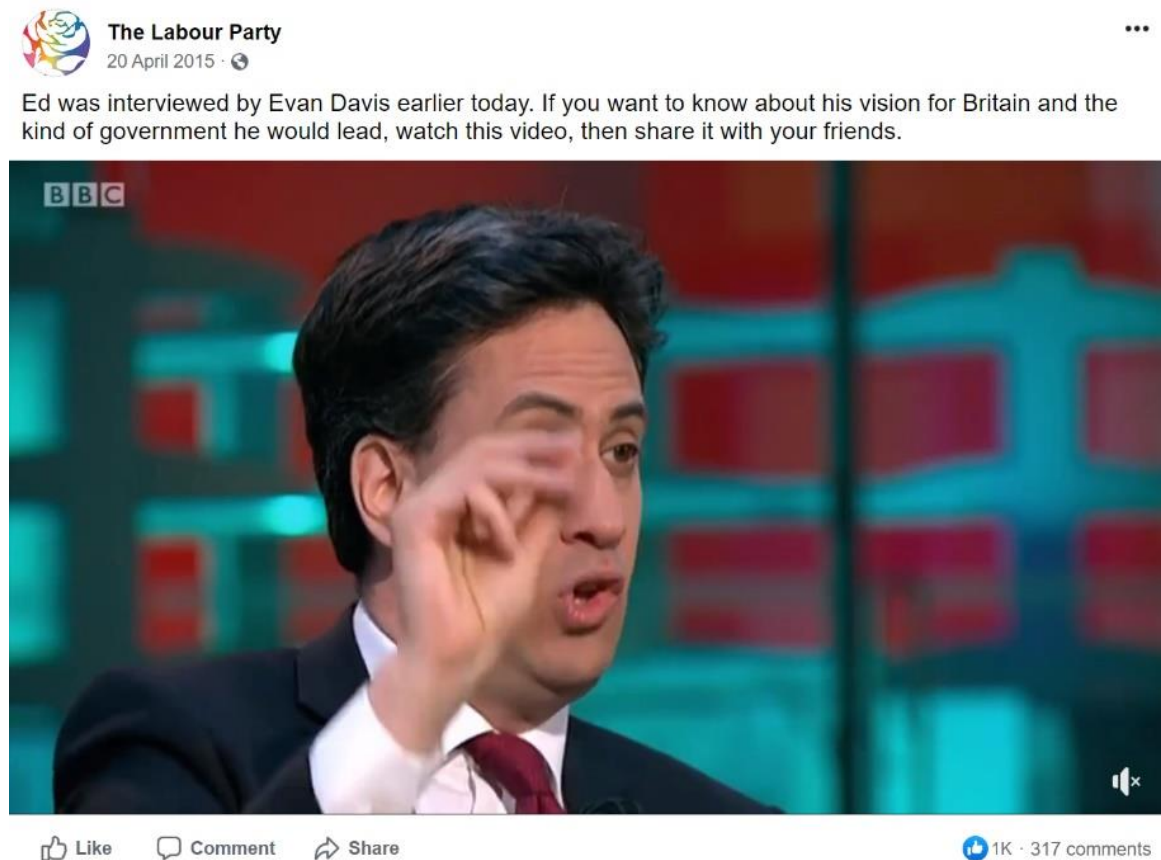 The Labour Party
20 April 2015 ·
Ed was interviewed by Evan Davis earlier today. If you want to know about his vision for Britain and the
kind of government he would lead, watch this video, then share it with your friends.
BBC
Like Comment Share 1K · 317 comments